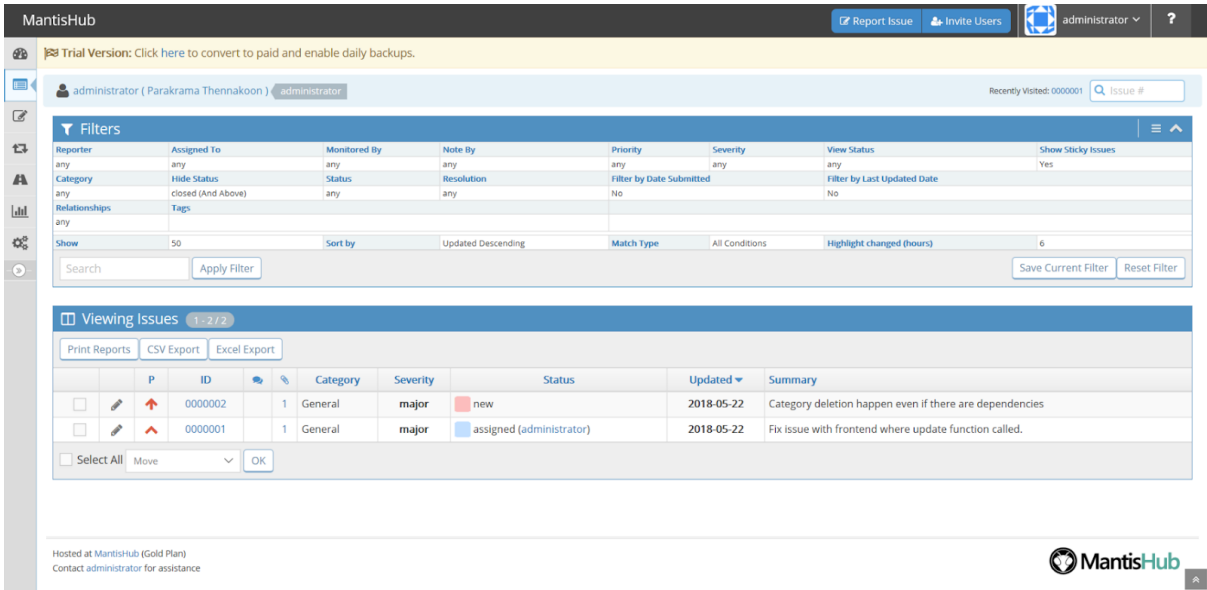 MantisHub Report Issue Invite Users administrator ?
Trial Version: Click here to convert to paid and enable daily backups.
administrator ( Parakrama Thennakoon ) administrator Recently Visited: 0000001 Issue #
Filters
Reporter Assigned To Monitored By Note By Priority Severity View Status Show Sticky Issues
any any any any any any any Yes
Category Hide Status Status Resolution Filter by Date Submitted Filter by Last Updated Date
any closed (And Above) any any No No
Relationships Tags
any
Show 50 Sort by Updated Descending Match Type All Conditions Highlight changed (hours) 6
Search Apply Filter Save Current Filter Reset Filter
Viewing Issues 1 - 2 / 2
Print Reports CSV Export Excel Export
P ID Category Severity Status Updated Summary
0000002 1 General major new 2018-05-22 Category deletion happen even if there are dependencies
0000001 1 General major assigned (administrator) 2018-05-22 Fix issue with frontend where update function called.
Select All Move OK
Hosted at MantisHub (Gold Plan)
Contact administrator for assistance
MantisHub